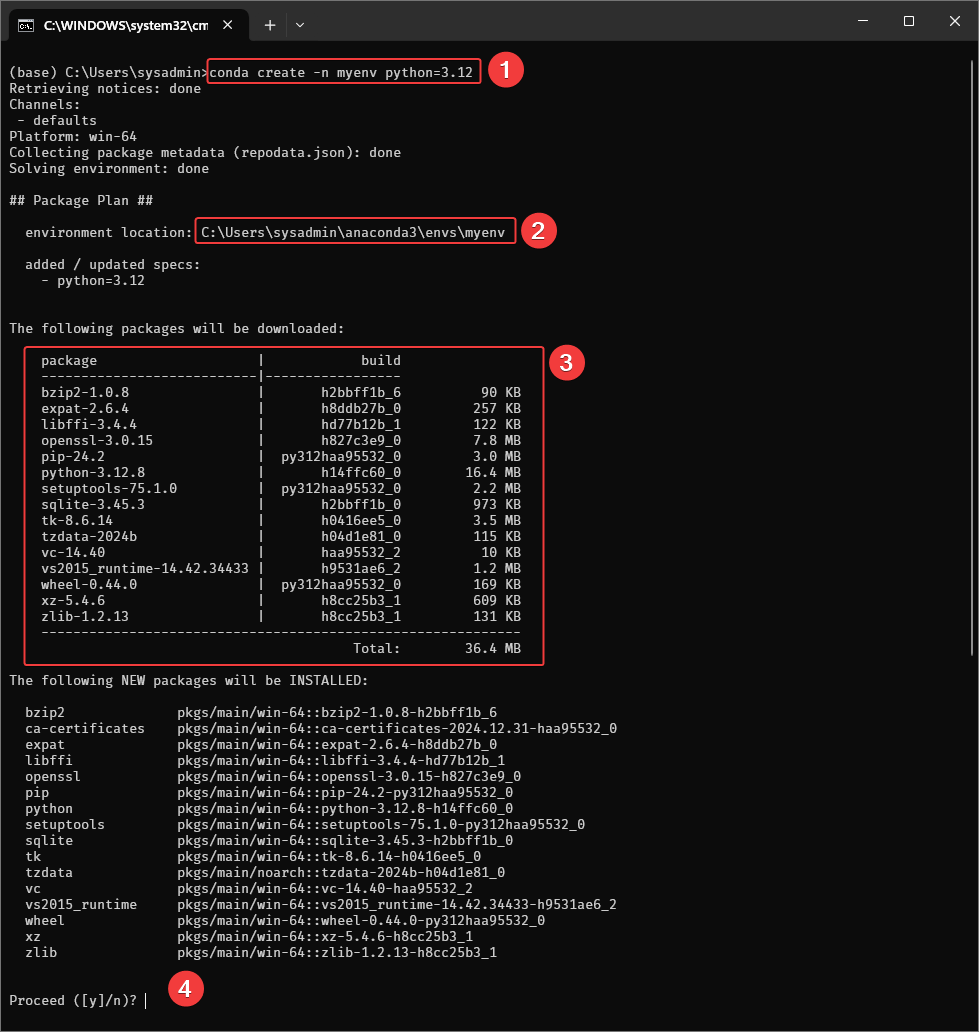 C:\WINDOWS\system32\cm
(base) C:\Users\sysadmin>conda create -n myenv python=3.12
1
Retrieving notices: done
Channels:
 - defaults
Platform: win-64
Collecting package metadata (repodata.json): done
Solving environment: done
## Package Plan ##
  environment location: C:\Users\sysadmin\anaconda3\envs\myenv
2
  added / updated specs:
    - python=3.12
The following packages will be downloaded:
3
    package                    |            build
    ---------------------------|-----------------
    bzip2-1.0.8                |       h2bbff1b_6          90 KB
    expat-2.6.4                |       h8ddb27b_0         257 KB
    libffi-3.4.4               |       hd77b12b_1         122 KB
    openssl-3.0.15             |       h827c3e9_0         7.8 MB
    pip-24.2                   |  py312haa95532_0         3.0 MB
    python-3.12.8              |       h14ffc60_0        16.4 MB
    setuptools-75.1.0          |  py312haa95532_0         2.2 MB
    sqlite-3.45.3              |       h2bbff1b_0         973 KB
    tk-8.6.14                  |       h0416ee5_0         3.5 MB
    tzdata-2024b               |       h04d1e81_0         115 KB
    vc-14.40                   |       haa95532_2          10 KB
    vs2015_runtime-14.42.34433 |       h9531ae6_2         1.2 MB
    wheel-0.44.0               |  py312haa95532_0         169 KB
    xz-5.4.6                   |       h8cc25b3_1         609 KB
    zlib-1.2.13                |       h8cc25b3_1         131 KB
    ------------------------------------------------------------
                                           Total:        36.4 MB
The following NEW packages will be INSTALLED:
  bzip2              pkgs/main/win-64::bzip2-1.0.8-h2bbff1b_6
  ca-certificates    pkgs/main/win-64::ca-certificates-2024.12.31-haa95532_0
  expat              pkgs/main/win-64::expat-2.6.4-h8ddb27b_0
  libffi             pkgs/main/win-64::libffi-3.4.4-hd77b12b_1
  openssl            pkgs/main/win-64::openssl-3.0.15-h827c3e9_0
  pip                pkgs/main/win-64::pip-24.2-py312haa95532_0
  python             pkgs/main/win-64::python-3.12.8-h14ffc60_0
  setuptools         pkgs/main/win-64::setuptools-75.1.0-py312haa95532_0
  sqlite             pkgs/main/win-64::sqlite-3.45.3-h2bbff1b_0
  tk                 pkgs/main/win-64::tk-8.6.14-h0416ee5_0
  tzdata             pkgs/main/noarch::tzdata-2024b-h04d1e81_0
  vc                 pkgs/main/win-64::vc-14.40-haa95532_2
  vs2015_runtime     pkgs/main/win-64::vs2015_runtime-14.42.34433-h9531ae6_2
  wheel              pkgs/main/win-64::wheel-0.44.0-py312haa95532_0
  xz                 pkgs/main/win-64::xz-5.4.6-h8cc25b3_1
  zlib               pkgs/main/win-64::zlib-1.2.13-h8cc25b3_1
4
Proceed ([y]/n)?